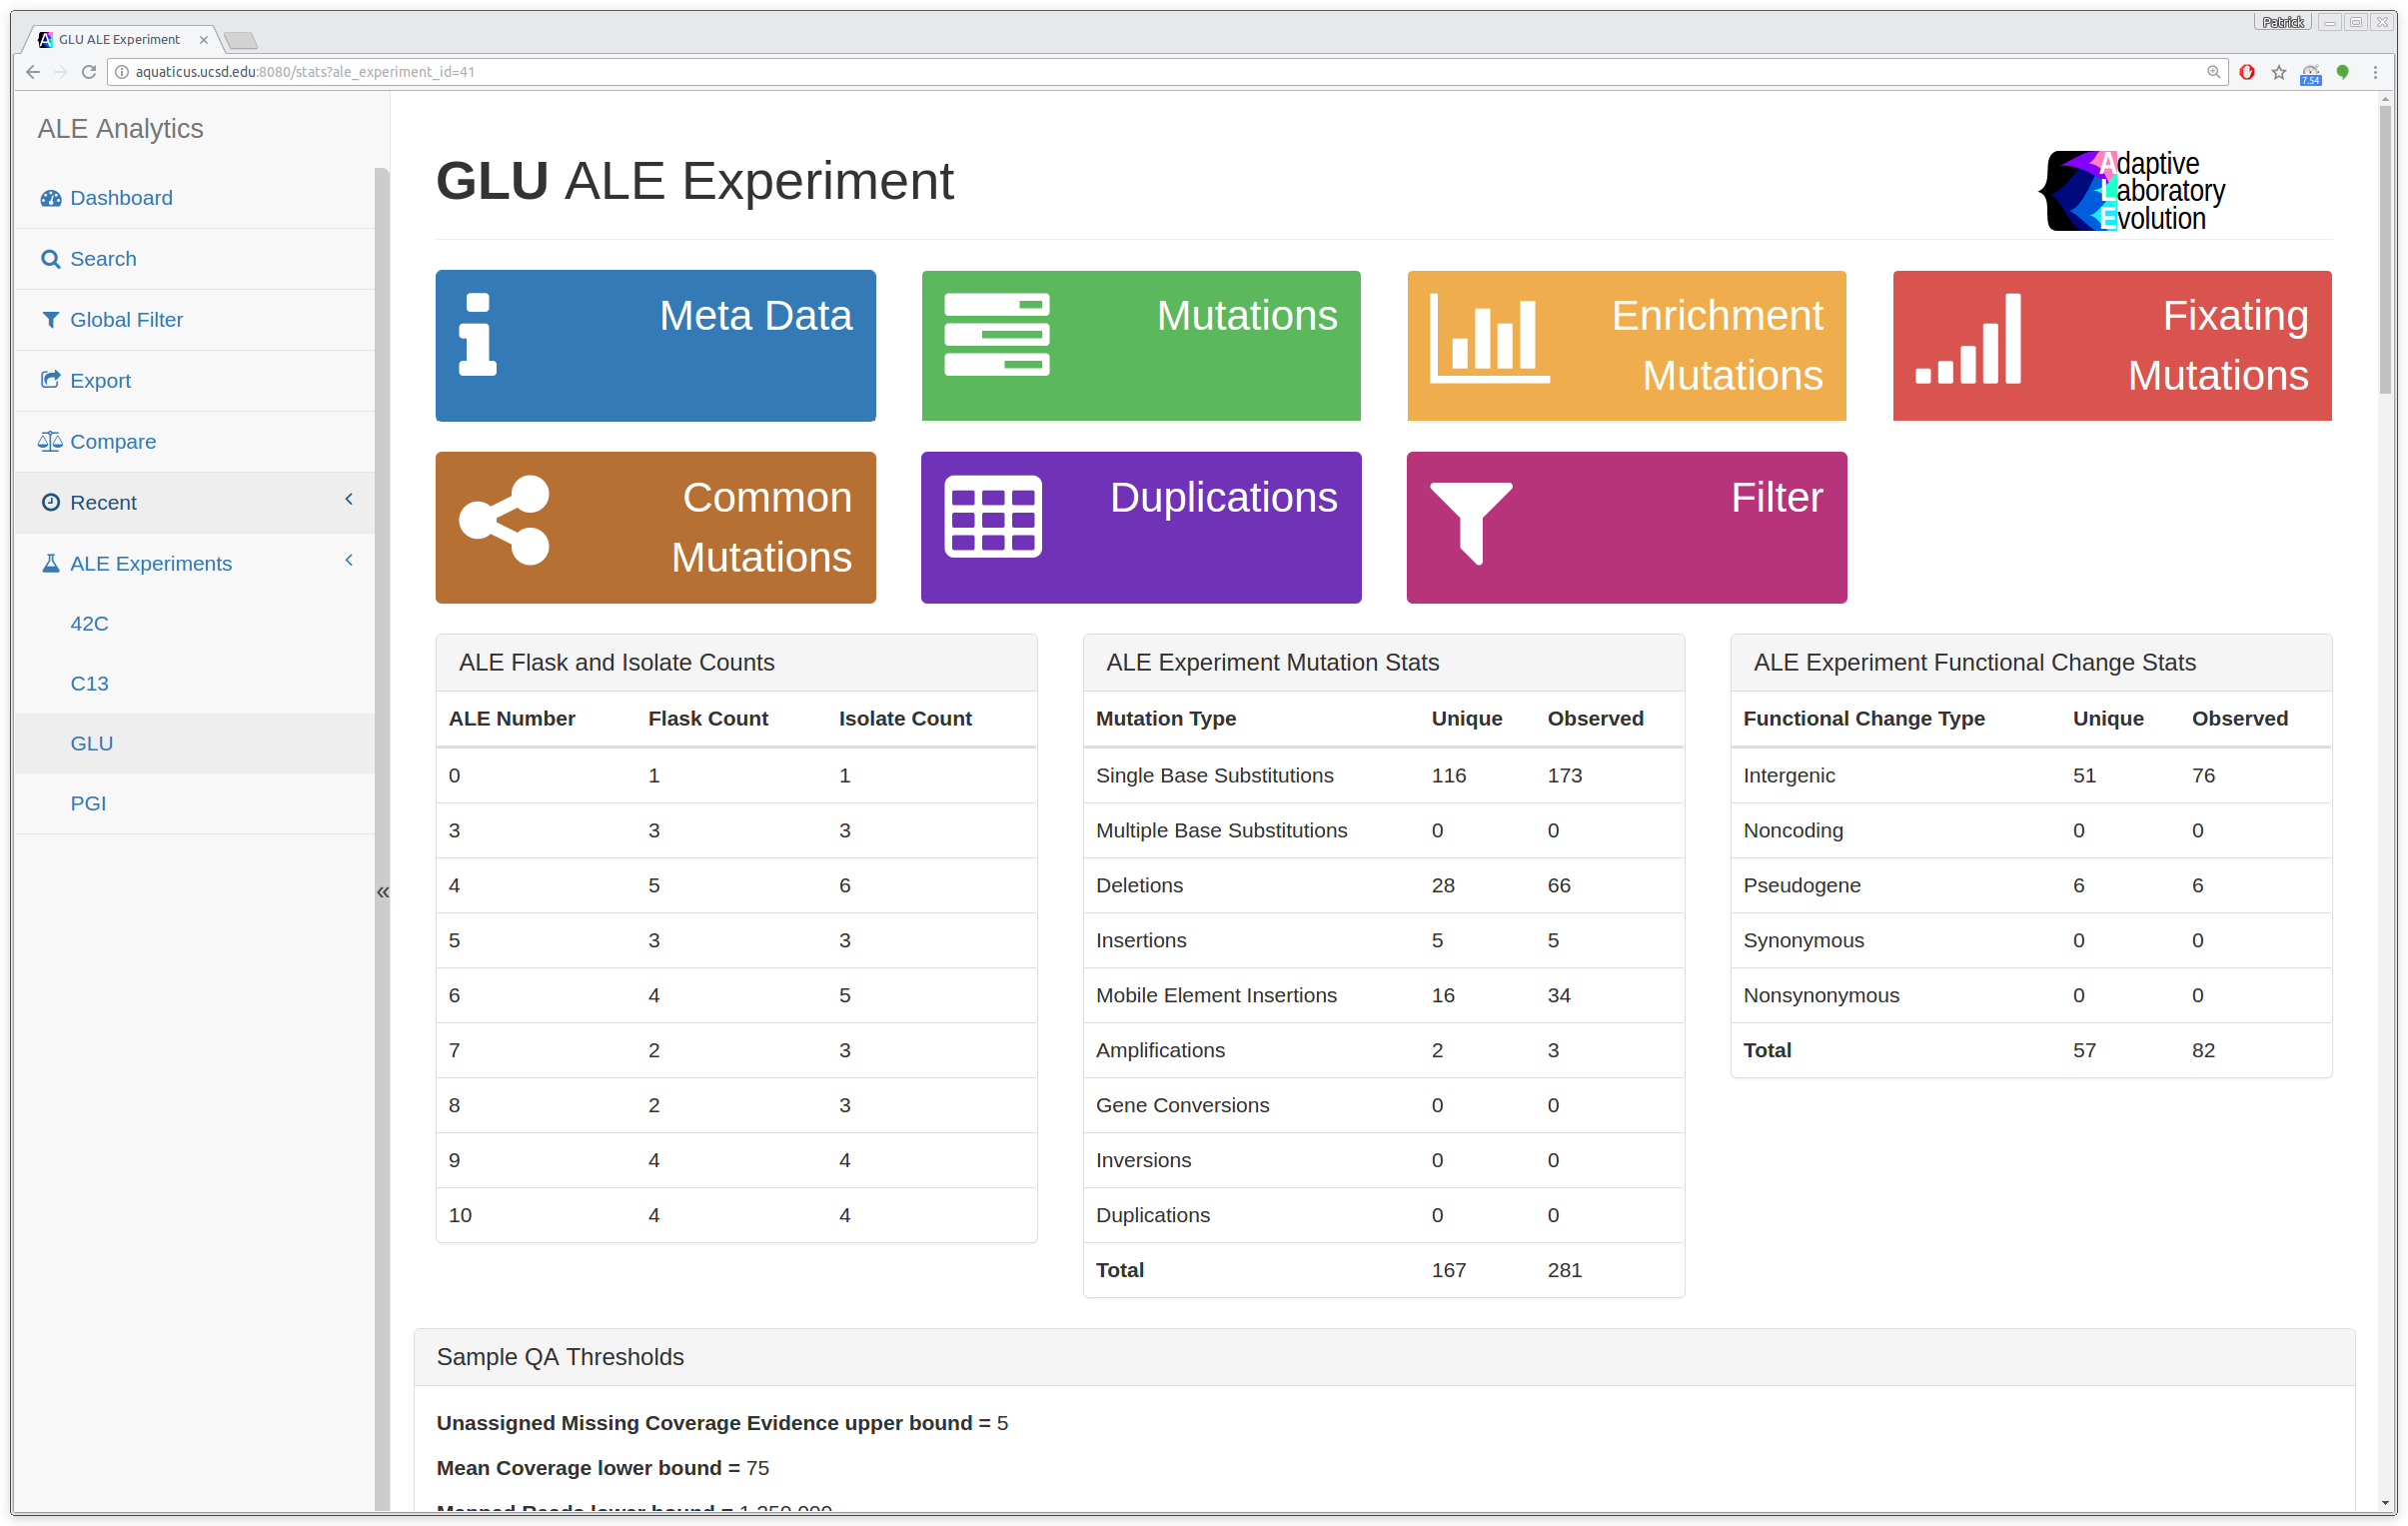 Patrick
GLU ALE Experiment
aquaticus.ucsd.edu:8080/stats?ale_experiment_id=41
7.54
ALE Analytics
Dashboard
Search
Global Filter
Export
Compare
Recent
ALE Experiments
42C
C13
GLU
PGI
«
GLU ALE Experiment
Adaptive
Laboratory
Evolution
Meta Data
Mutations
Enrichment
Mutations
Fixating
Mutations
Common
Mutations
Duplications
Filter
ALE Flask and Isolate Counts
ALE Number Flask Count Isolate Count
0 1 1
3 3 3
4 5 6
5 3 3
6 4 5
7 2 3
8 2 3
9 4 4
10 4 4
ALE Experiment Mutation Stats
Mutation Type Unique Observed
Single Base Substitutions 116 173
Multiple Base Substitutions 0 0
Deletions 28 66
Insertions 5 5
Mobile Element Insertions 16 34
Amplifications 2 3
Gene Conversions 0 0
Inversions 0 0
Duplications 0 0
Total 167 281
ALE Experiment Functional Change Stats
Functional Change Type Unique Observed
Intergenic 51 76
Noncoding 0 0
Pseudogene 6 6
Synonymous 0 0
Nonsynonymous 0 0
Total 57 82
Sample QA Thresholds
Unassigned Missing Coverage Evidence upper bound = 5
Mean Coverage lower bound = 75
Mapped Reads lower bound =